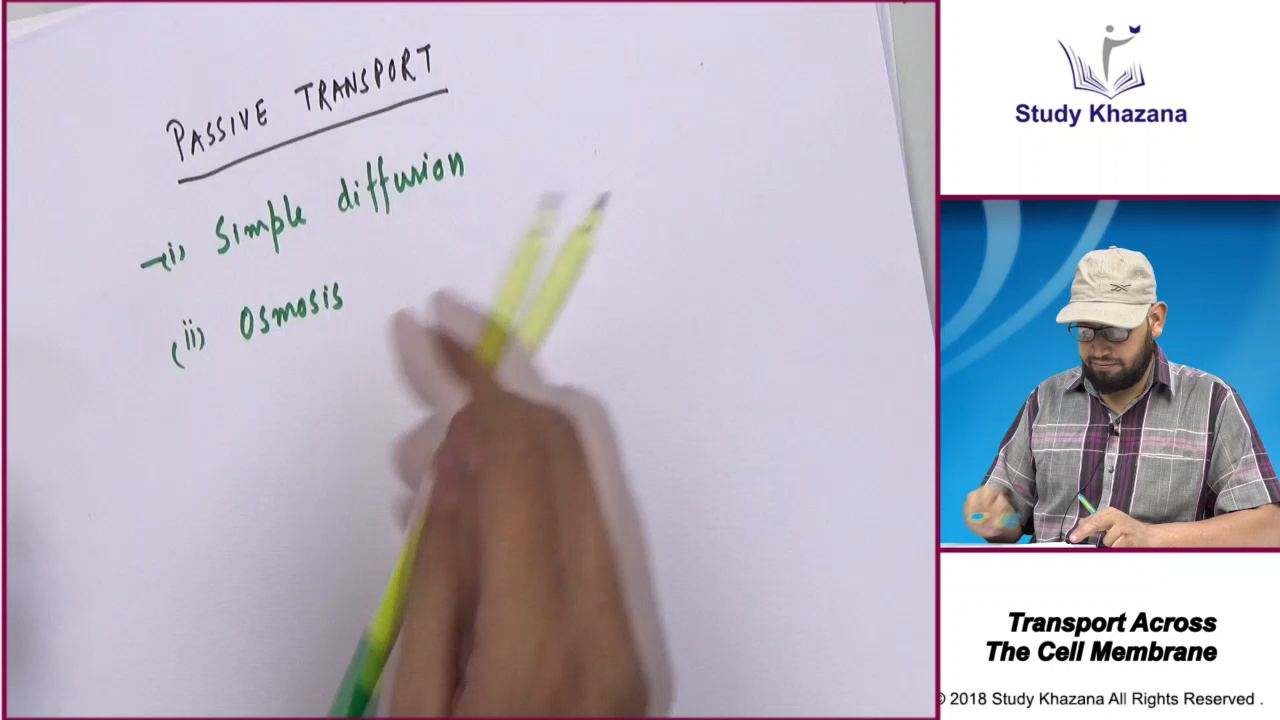 PASSIVE TRANSPORT
(i) Simple diffusion
(ii) Osmosis
Study Khazana
Transport Across
The Cell Membrane
© 2018 Study Khazana All Rights Reserved .